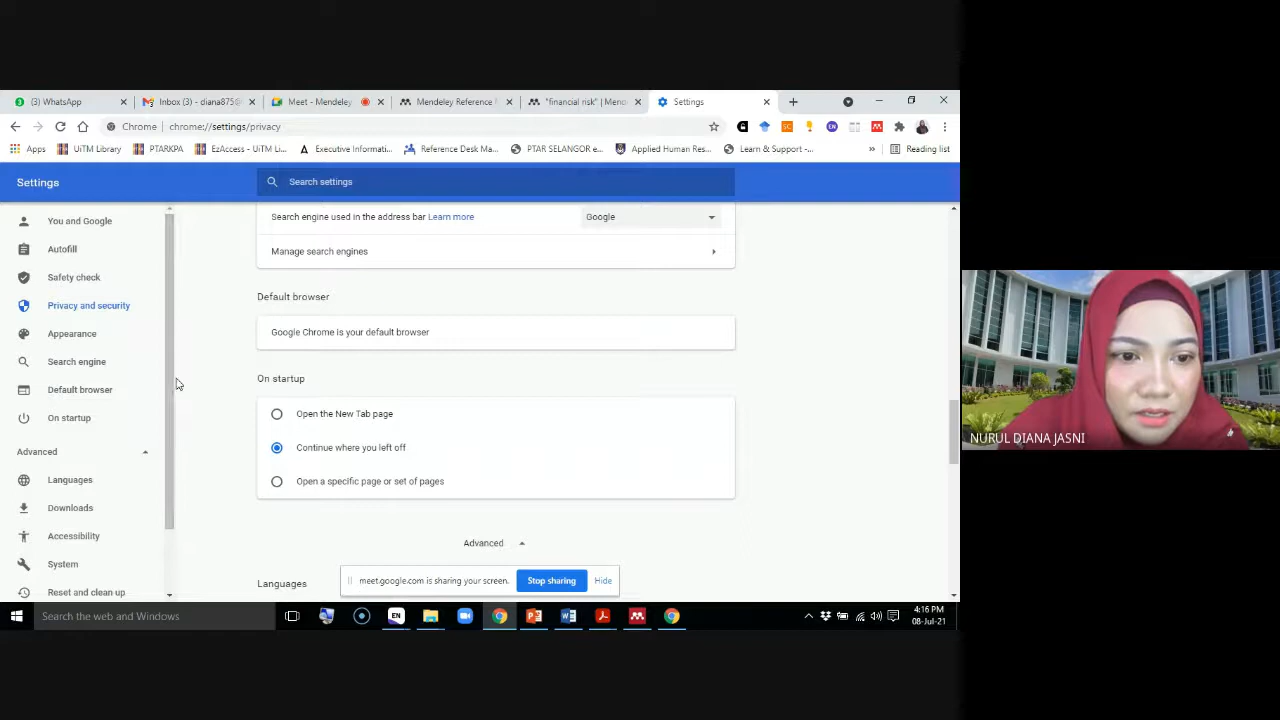 (3) WhatsApp
Inbox (3) - diana875@
Meet - Mendeley
Mendeley Reference
"financial risk" | Mend
Settings
Chrome | chrome://settings/privacy
Apps
UiTM Library
PTARKPA
EzAccess - UiTM Li...
Executive Informati...
Reference Desk Ma...
PTAR SELANGOR e...
Applied Human Res...
Learn & Support -...
»
Reading list
Settings
Search settings
You and Google
Autofill
Safety check
Privacy and security
Appearance
Search engine
Default browser
On startup
Advanced
Languages
Downloads
Accessibility
System
Reset and clean up
Search engine used in the address bar Learn more
Google
Manage search engines
Default browser
Google Chrome is your default browser
On startup
Open the New Tab page
Continue where you left off
Open a specific page or set of pages
Advanced
Languages
meet.google.com is sharing your screen.
Stop sharing
Hide
NURUL DIANA JASNI
Search the web and Windows
EN
4:16 PM
08-Jul-21